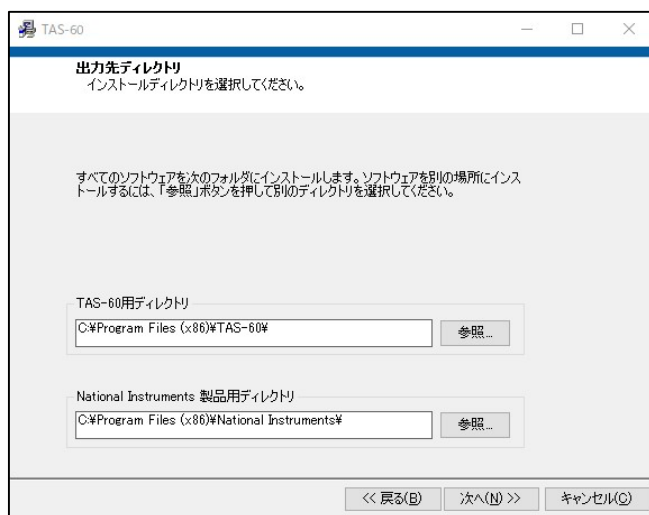 TAS-60
出力先ディレクトリ
インストールディレクトリを選択してください。
すべてのソフトウェアを次のフォルダにインストールします。ソフトウェアを別の場所にインス
トールするには、「参照」ボタンを押して別のディレクトリを選択してください。
TAS-60用ディレクトリ
C:¥Program Files (x86)¥TAS-60¥
参照...
National Instruments 製品用ディレクトリ
C:¥Program Files (x86)¥National Instruments¥
参照...
<< 戻る(B)
次へ(N) >>
キャンセル(C)